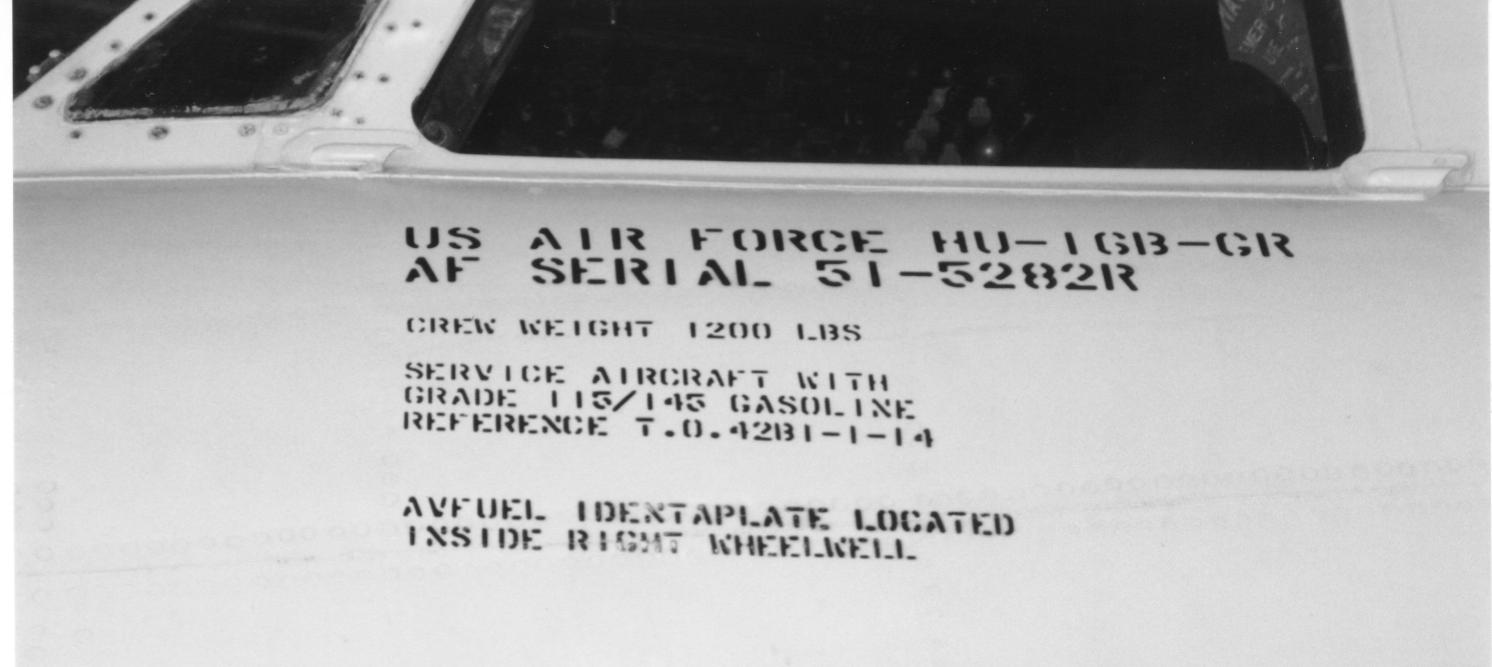 US AIR FORCE HU-16B-GR
AF SERIAL 51-5282R
CREW WEIGHT 1200 LBS
SERVICE AIRCRAFT WITH
GRADE 115/145 GASOLINE
REFERENCE T.O.42B1-1-14
AVFUEL IDENTAPLATE LOCATED
INSIDE RIGHT WHEELWELL